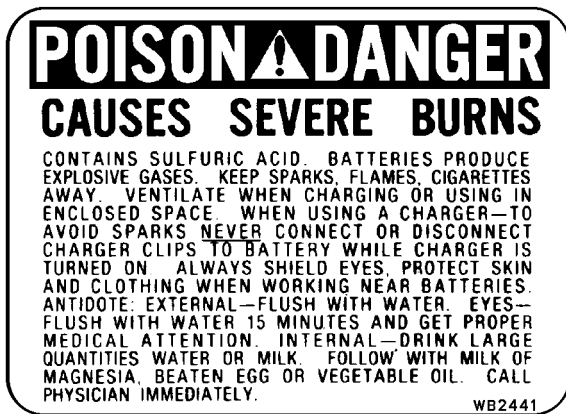 POISON DANGER
CAUSES SEVERE BURNS
CONTAINS SULFURIC ACID. BATTERIES PRODUCE
EXPLOSIVE GASES. KEEP SPARKS, FLAMES, CIGARETTES
AWAY. VENTILATE WHEN CHARGING OR USING IN
ENCLOSED SPACE. WHEN USING A CHARGER—TO
AVOID SPARKS NEVER CONNECT OR DISCONNECT
CHARGER CLIPS TO BATTERY WHILE CHARGER IS
TURNED ON. ALWAYS SHIELD EYES, PROTECT SKIN
AND CLOTHING WHEN WORKING NEAR BATTERIES.
ANTIDOTE: EXTERNAL—FLUSH WITH WATER. EYES—
FLUSH WITH WATER 15 MINUTES AND GET PROPER
MEDICAL ATTENTION. INTERNAL—DRINK LARGE
QUANTITIES WATER OR MILK. FOLLOW WITH MILK OF
MAGNESIA, BEATEN EGG OR VEGETABLE OIL. CALL
PHYSICIAN IMMEDIATELY.
WB2441